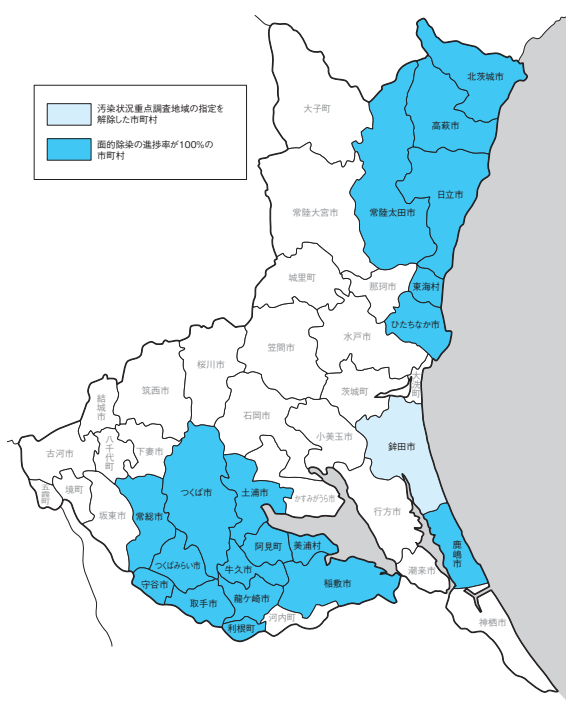 汚染状況重点調査地域の指定を
解除した市町村
面的除染の進捗率が100%の
市町村
北茨城市
大子町
高萩市
日立市
常陸大宮市
常陸太田市
城里町
那珂市
東海村
ひたちなか市
水戸市
笠間市
桜川市
筑西市
茨城町
大洗町
結城市
石岡市
小美玉市
鉾田市
八千代町
下妻市
古河市
五霞町
境町
坂東市
常総市
つくば市
土浦市
かすみがうら市
行方市
鹿嶋市
阿見町
美浦村
つくばみらい市
牛久市
潮来市
守谷市
取手市
龍ケ崎市
稲敷市
利根町
河内町
神栖市